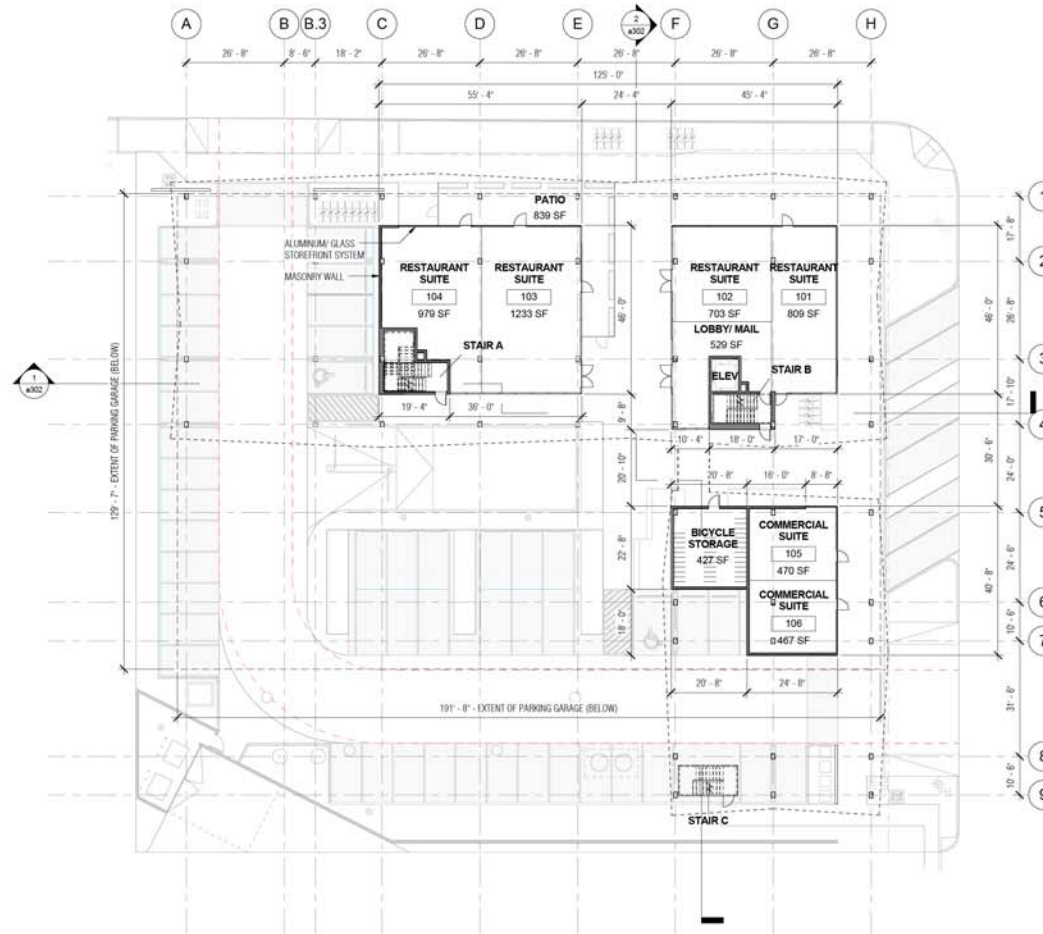 A
B
B.3
C
D
E
2
a302
F
G
H
26' - 8"
8' - 6"
18' - 2"
26' - 8"
26' - 8"
26' - 8"
26' - 8"
26' - 8"
125' - 0"
55' - 4"
24' - 4"
45' - 4"
1
17' - 8"
2
26' - 8"
3
17' - 10"
4
24' - 0"
5
24' - 6"
6
10' - 6"
7
31' - 6"
8
10' - 6"
9
PATIO
839 SF
ALUMINUM/ GLASS
STOREFRONT SYSTEM
MASONRY WALL
RESTAURANT
SUITE
104
979 SF
RESTAURANT
SUITE
103
1233 SF
RESTAURANT
SUITE
102
703 SF
RESTAURANT
SUITE
101
809 SF
LOBBY/ MAIL
529 SF
46' - 0"
46' - 0"
STAIR A
ELEV
STAIR B
1
a302
19' - 4"
36' - 0"
9' - 8"
10' - 4"
18' - 0"
17' - 0"
30' - 6"
20' - 10"
20' - 8"
16' - 0"
8' - 8"
129' - 7" - EXTENT OF PARKING GARAGE (BELOW)
BICYCLE
STORAGE
427 SF
COMMERCIAL
SUITE
105
470 SF
COMMERCIAL
SUITE
106
467 SF
22' - 8"
18' - 0"
40' - 8"
20' - 8"
24' - 8"
191' - 8" - EXTENT OF PARKING GARAGE (BELOW)
STAIR C